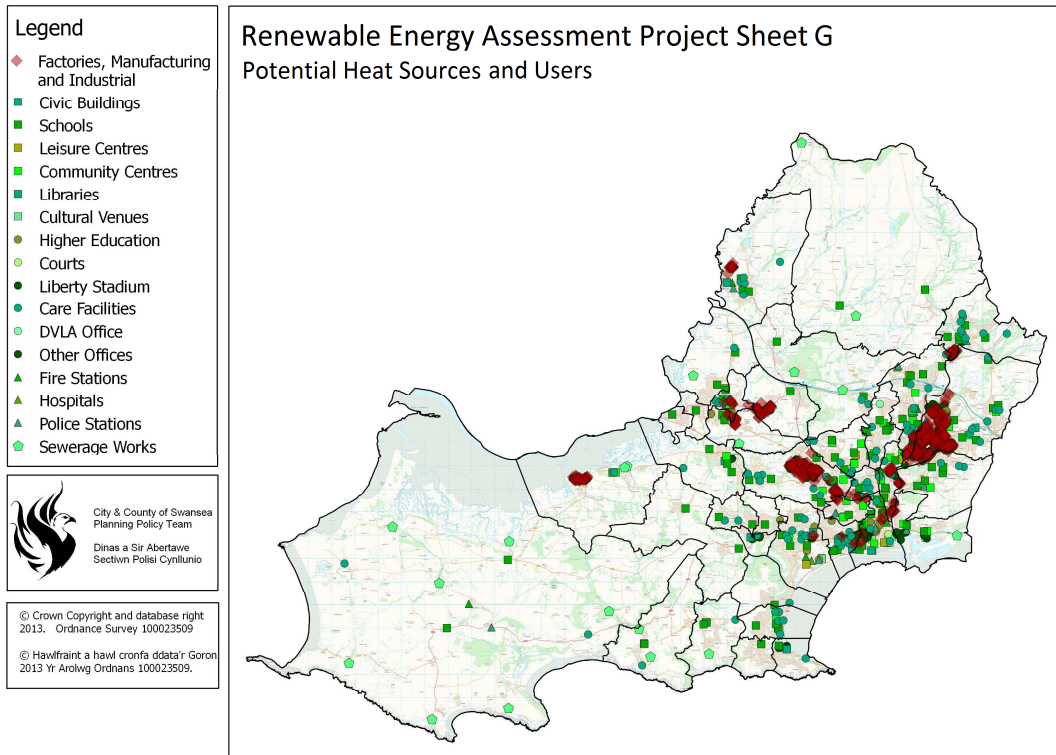 Legend
Factories, Manufacturing
and Industrial
Civic Buildings
Schools
Leisure Centres
Community Centres
Libraries
Cultural Venues
Higher Education
Courts
Liberty Stadium
Care Facilities
DVLA Office
Other Offices
Fire Stations
Hospitals
Police Stations
Sewerage Works
City & County of Swansea
Planning Policy Team
Dinas a Sir Abertawe
Sectiwn Polisi Cynllunio
© Crown Copyright and database right
2013. Ordnance Survey 100023509
© Hawlfraint a hawl cronfa ddata'r Goron
2013 Yr Arolwg Ordnans 100023509.
Renewable Energy Assessment Project Sheet G
Potential Heat Sources and Users